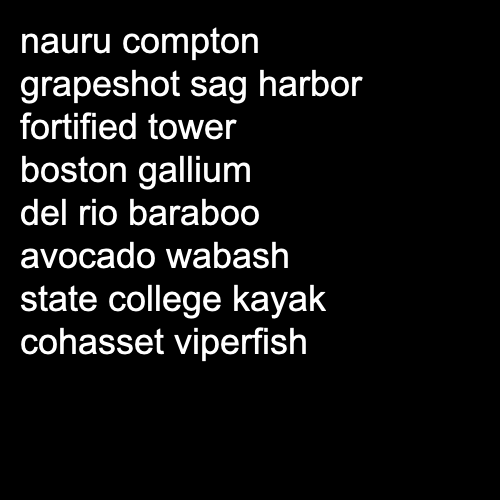 nauru compton
grapeshot sag harbor
fortified tower
boston gallium
del rio baraboo
avocado wabash
state college kayak
cohasset viperfish